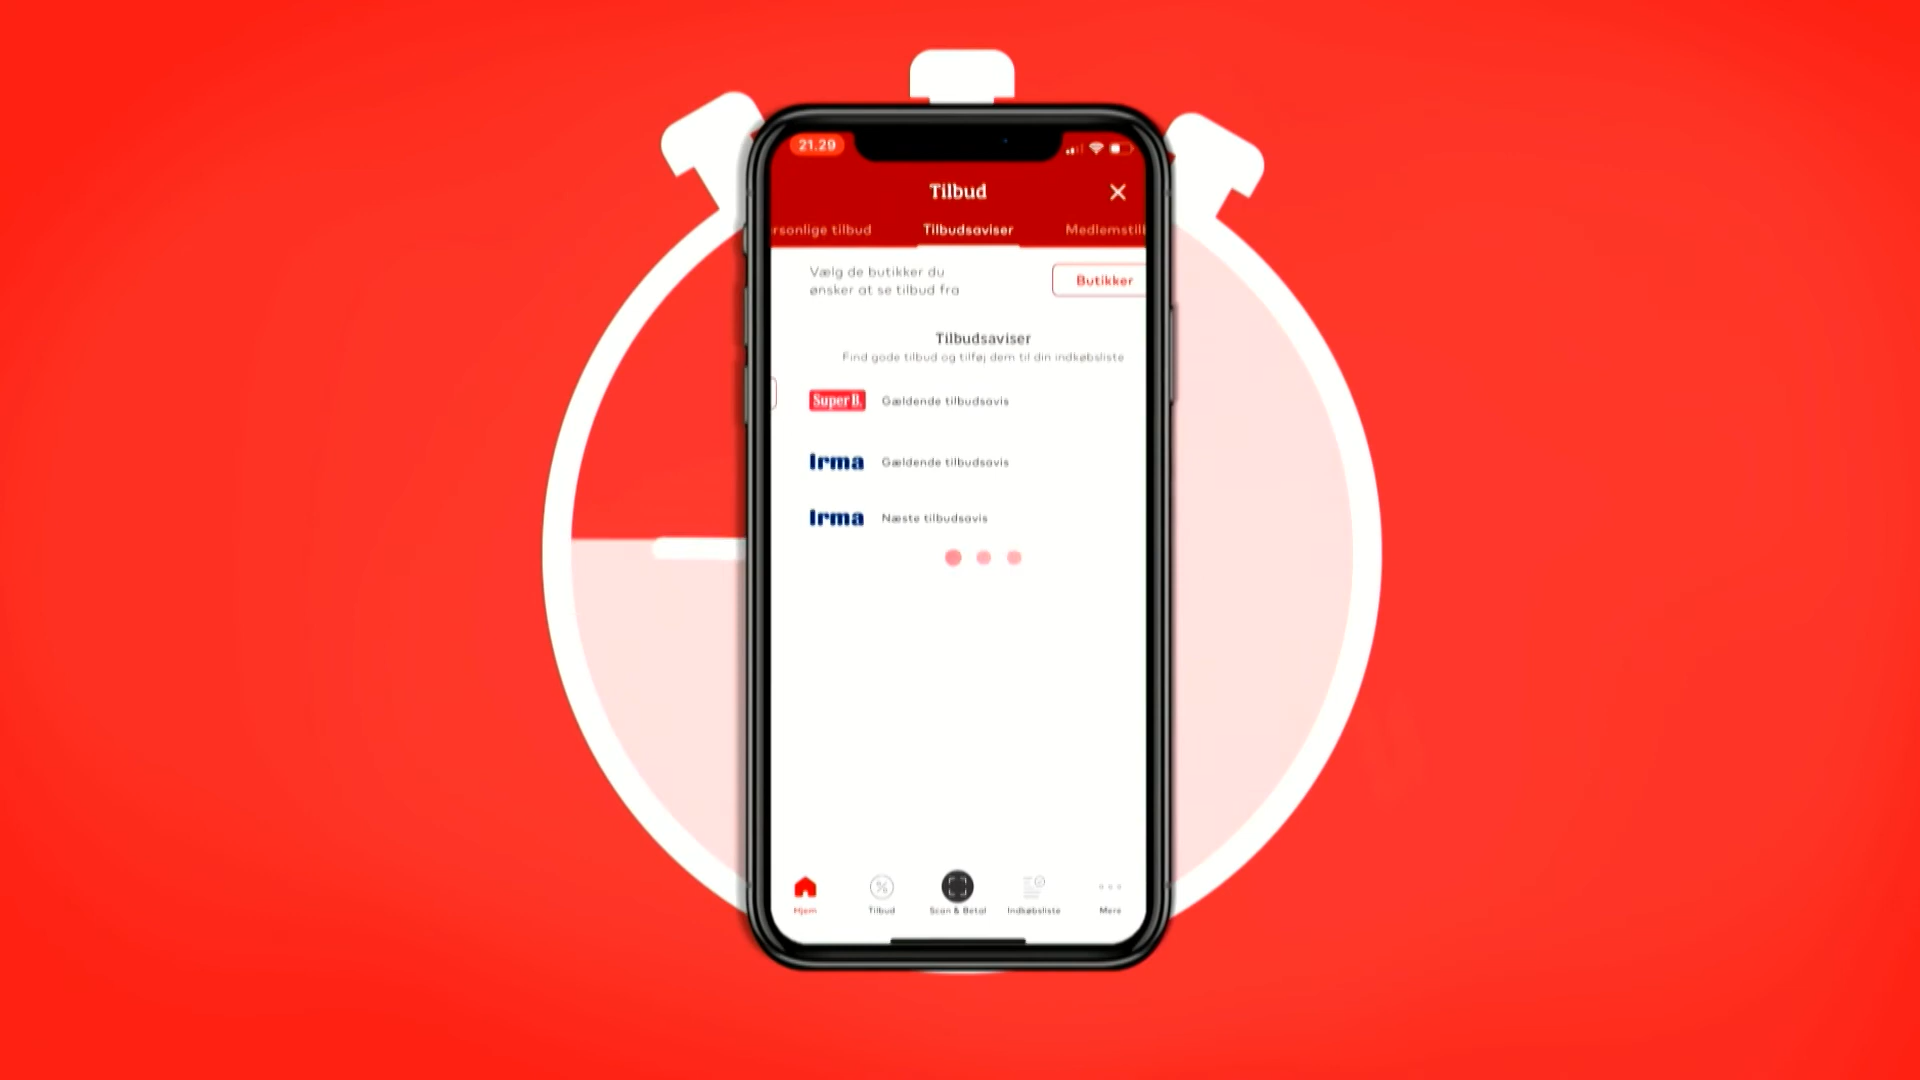 21.29
Tilbud
rsonlige tilbud
Tilbudsaviser
Medlemstil
Vælg de butikker du
ønsker at se tilbud fra
Butikker
Tilbudsaviser
Find gode tilbud og tilføj dem til din indkøbsliste
Super B.
Gældende tilbudsavis
Irma
Gældende tilbudsavis
Irma
Næste tilbudsavis
Hjem
Tilbud
Scan & Betal
Indkøbsliste
Mere